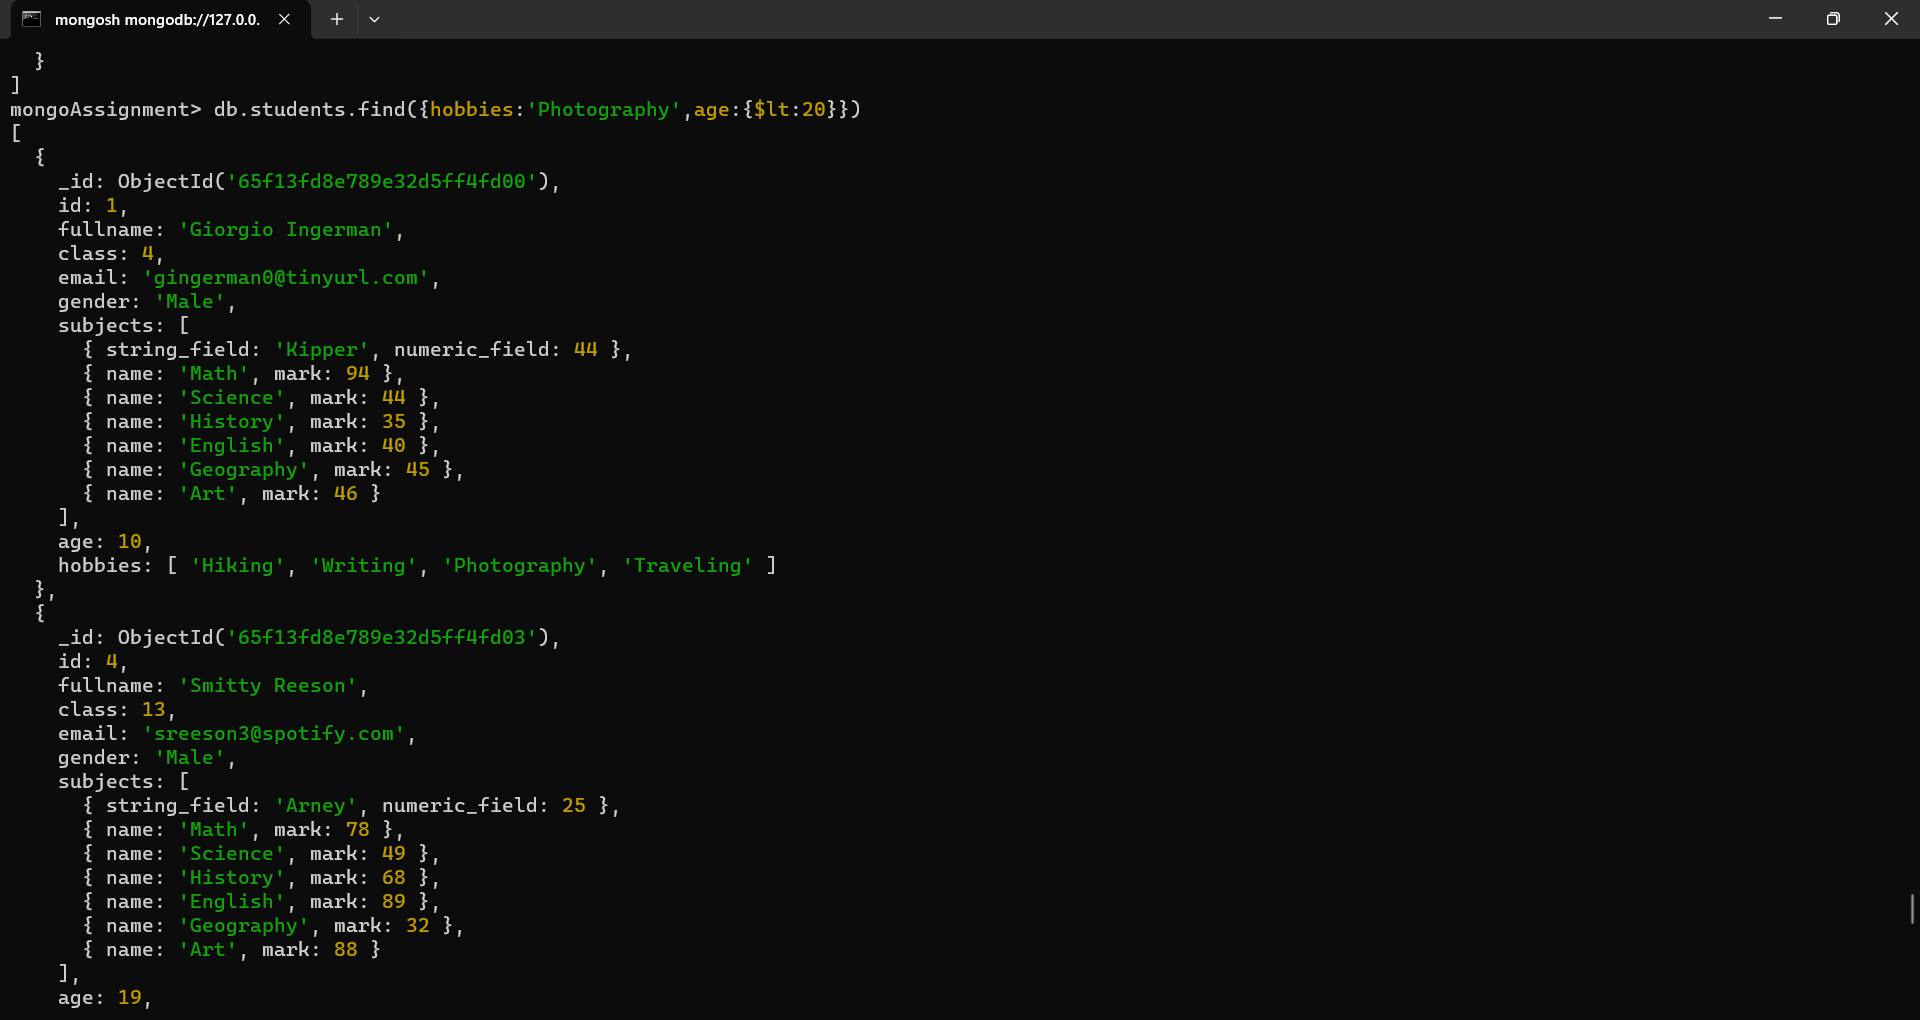 mongosh mongodb://127.0.0.
  }
]
mongoAssignment> db.students.find({hobbies:'Photography',age:{$lt:20}})
[
  {
    _id: ObjectId('65f13fd8e789e32d5ff4fd00'),
    id: 1,
    fullname: 'Giorgio Ingerman',
    class: 4,
    email: 'gingerman0@tinyurl.com',
    gender: 'Male',
    subjects: [
      { string_field: 'Kipper', numeric_field: 44 },
      { name: 'Math', mark: 94 },
      { name: 'Science', mark: 44 },
      { name: 'History', mark: 35 },
      { name: 'English', mark: 40 },
      { name: 'Geography', mark: 45 },
      { name: 'Art', mark: 46 }
    ],
    age: 10,
    hobbies: [ 'Hiking', 'Writing', 'Photography', 'Traveling' ]
  },
  {
    _id: ObjectId('65f13fd8e789e32d5ff4fd03'),
    id: 4,
    fullname: 'Smitty Reeson',
    class: 13,
    email: 'sreeson3@spotify.com',
    gender: 'Male',
    subjects: [
      { string_field: 'Arney', numeric_field: 25 },
      { name: 'Math', mark: 78 },
      { name: 'Science', mark: 49 },
      { name: 'History', mark: 68 },
      { name: 'English', mark: 89 },
      { name: 'Geography', mark: 32 },
      { name: 'Art', mark: 88 }
    ],
    age: 19,